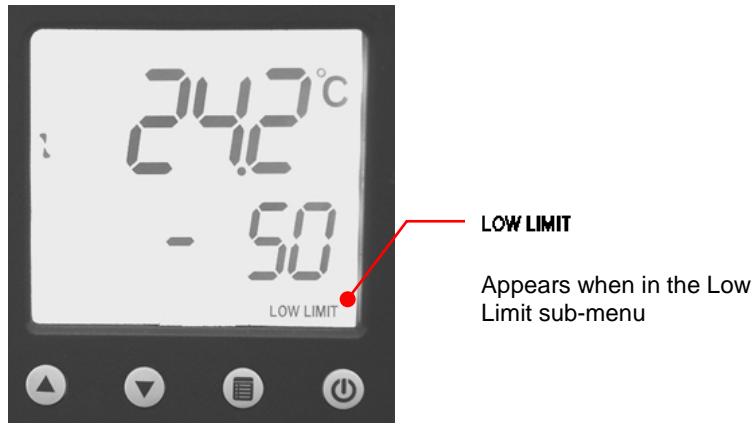 24.2 °C
- 50
LOW LIMIT
LOW LIMIT
Appears when in the Low
Limit sub-menu